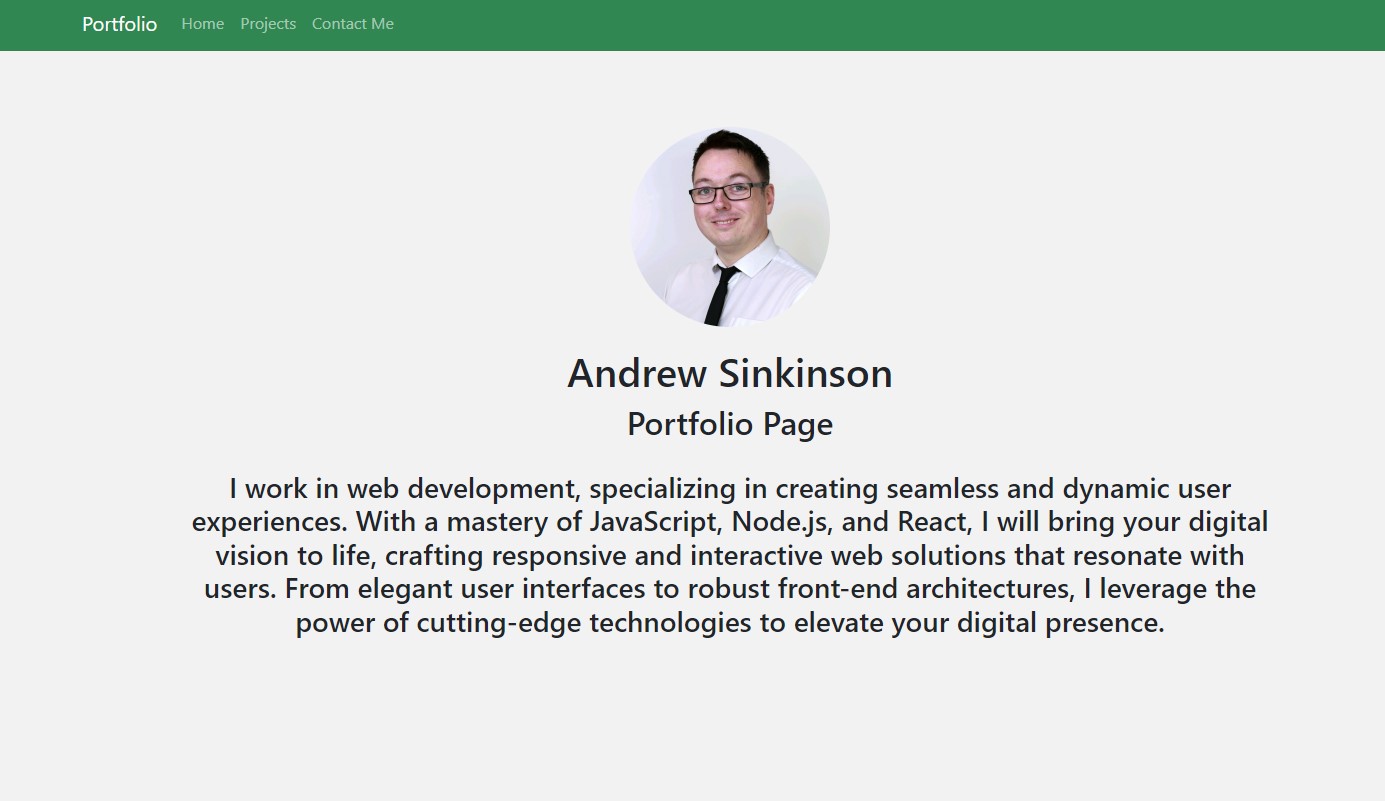 Portfolio Home Projects Contact Me
Andrew Sinkinson
Portfolio Page
I work in web development, specializing in creating seamless and dynamic user
experiences. With a mastery of JavaScript, Node.js, and React, I will bring your digital
vision to life, crafting responsive and interactive web solutions that resonate with
users. From elegant user interfaces to robust front-end architectures, I leverage the
power of cutting-edge technologies to elevate your digital presence.